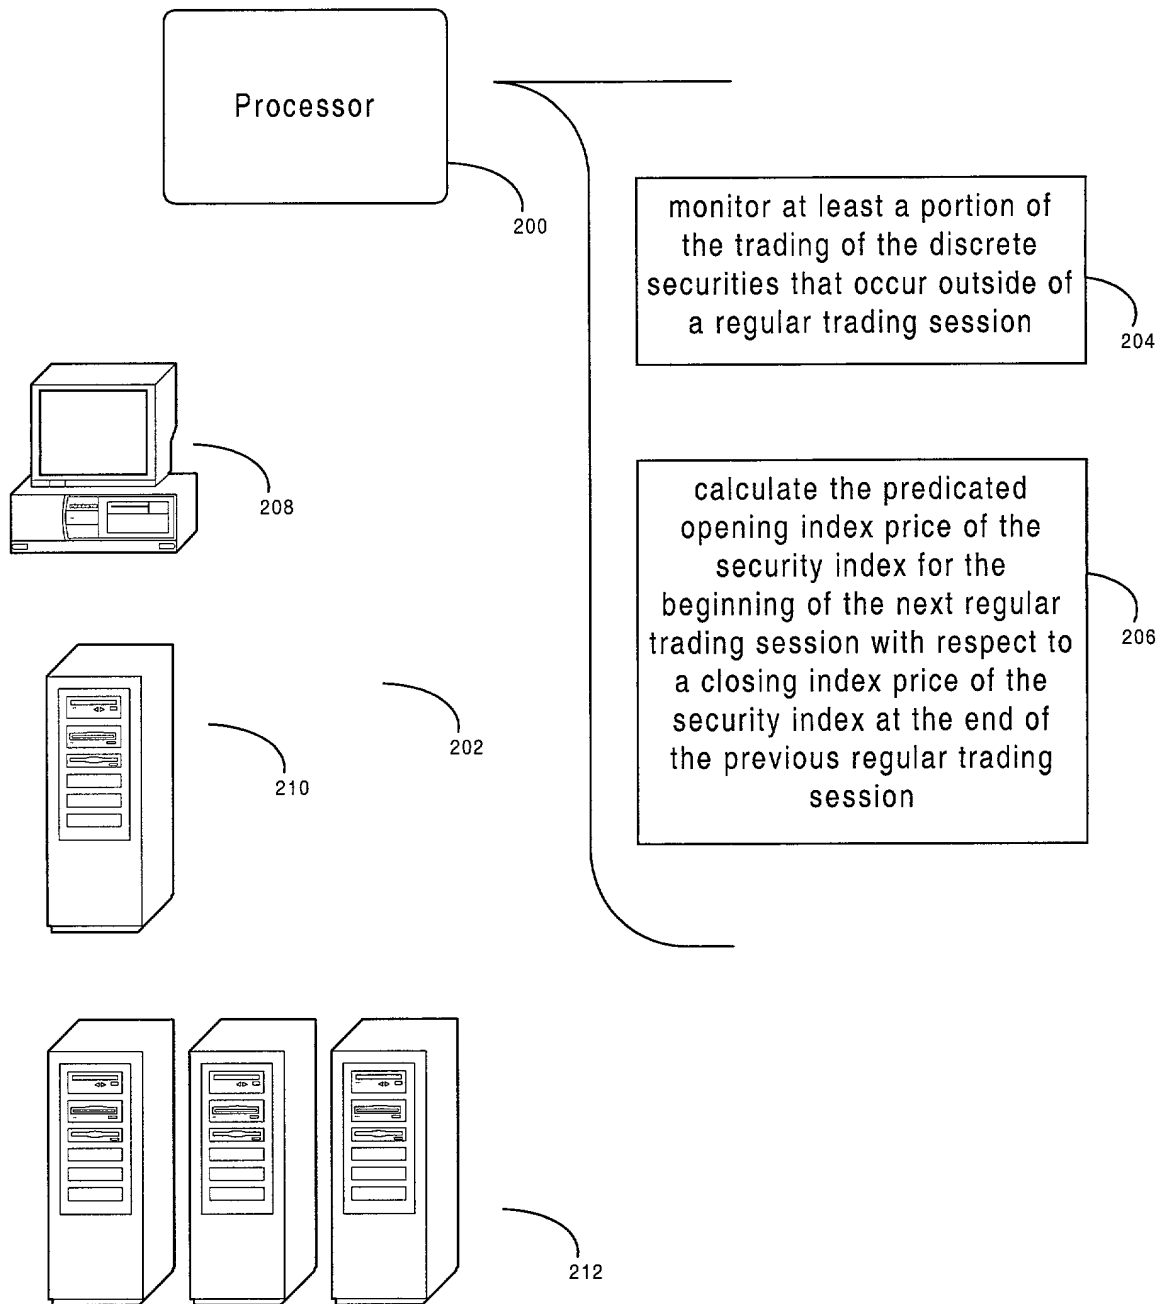 Processor
200
monitor at least a portion of
the trading of the discrete
securities that occur outside of
a regular trading session
204
208
calculate the predicated
opening index price of the
security index for the
beginning of the next regular
trading session with respect to
a closing index price of the
security index at the end of
the previous regular trading
session
206
202
210
212